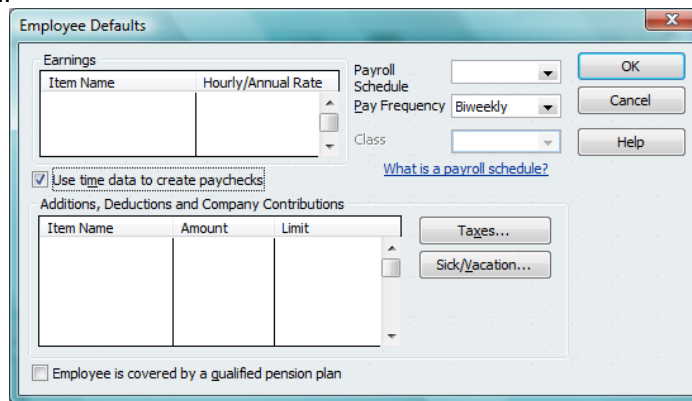 Employee Defaults
Earnings
Item Name Hourly/Annual Rate
Payroll Schedule
Pay Frequency Biweekly
Class
What is a payroll schedule?
OK
Cancel
Help
Use time data to create paychecks
Additions, Deductions and Company Contributions
Item Name Amount Limit
Taxes...
Sick/Vacation...
Employee is covered by a qualified pension plan